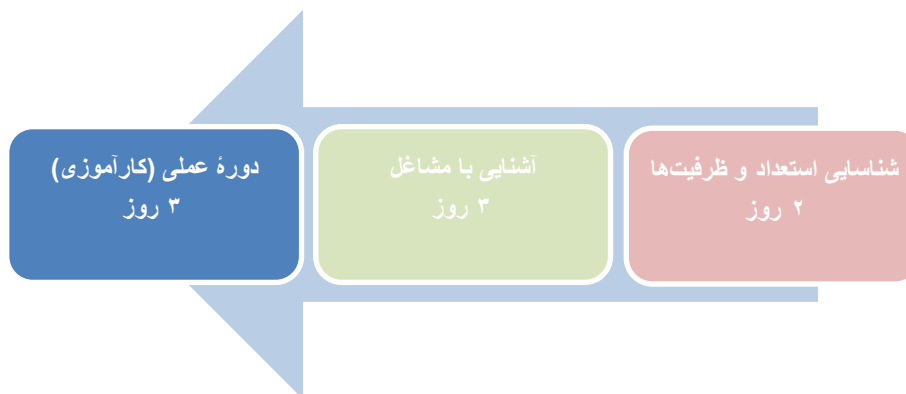 شناسایی استعداد و ظرفیت‌ها
۲ روز
آشنایی با مشاغل
۳ روز
دورهٔ عملی (کارآموزی)
۳ روز